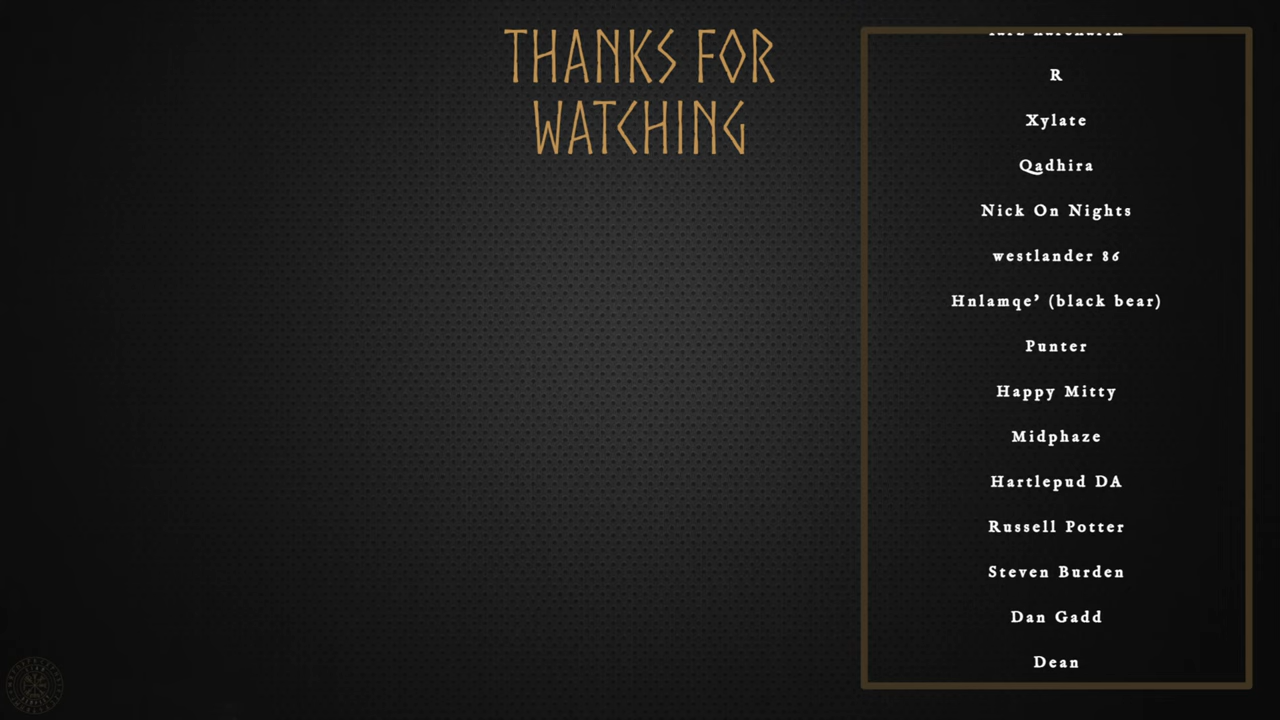 THANKS FOR
WATCHING
R
Xylate
Qadhira
Nick On Nights
westlander 86
Hnlamqe’ (black bear)
Punter
Happy Mitty
Midphaze
Hartlepud DA
Russell Potter
Steven Burden
Dan Gadd
Dean